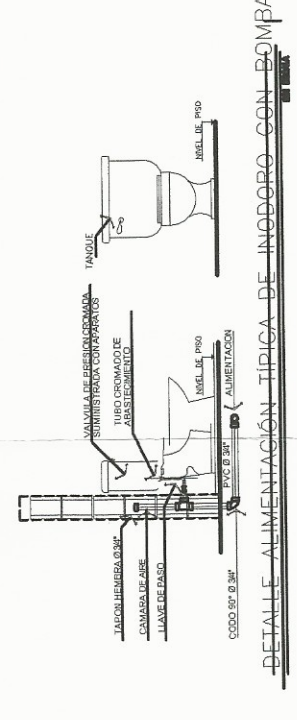 TANQUE
NIVEL DE PISO
VALVULA DE PRESION CROMADA
SUMINISTRADA CON APARATOS
TUBO CROMADO DE
ABASTECIMIENTO
NIVEL DE PISO
ALIMENTACION
PVC Ø 3/4"
TAPON HEMBRA Ø 3/4"
CAMARA DE AIRE
LLAVE DE PASO
CODO 90° Ø 3/4"
DETALLE ALIMENTACIÓN TÍPICA DE INODORO CON BOMBA